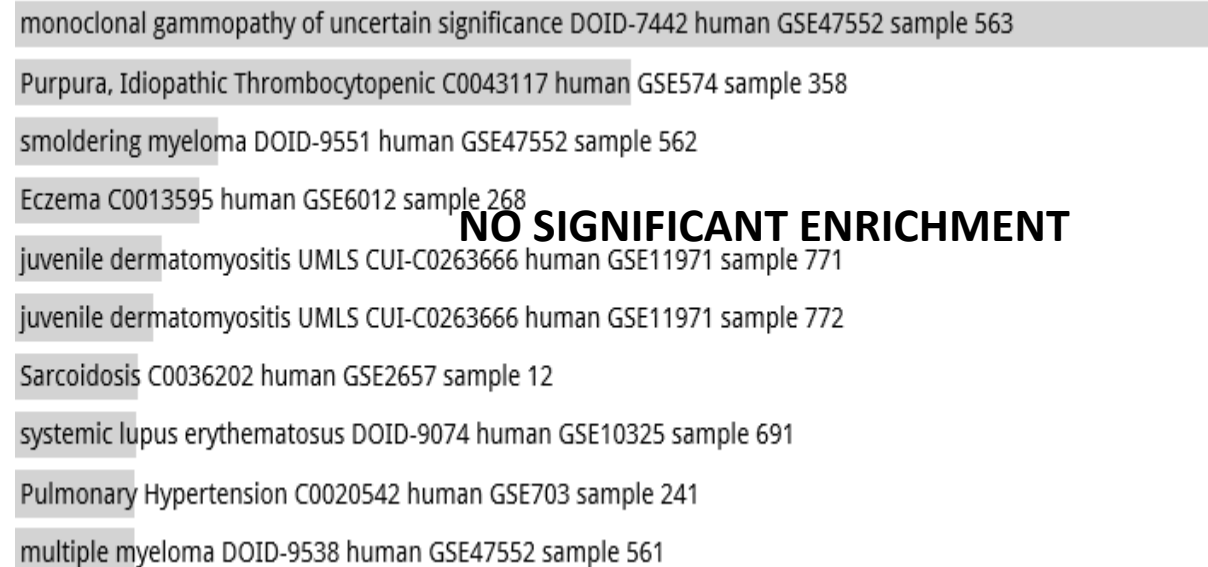 monoclonal gammopathy of uncertain significance DOID-7442 human GSE47552 sample 563
Purpura, Idiopathic Thrombocytopenic C0043117 human GSE574 sample 358
smoldering myeloma DOID-9551 human GSE47552 sample 562
Eczema C0013595 human GSE6012 sample 268
NO SIGNIFICANT ENRICHMENT
juvenile dermatomyositis UMLS CUI-C0263666 human GSE11971 sample 771
juvenile dermatomyositis UMLS CUI-C0263666 human GSE11971 sample 772
Sarcoidosis C0036202 human GSE2657 sample 12
systemic lupus erythematosus DOID-9074 human GSE10325 sample 691
Pulmonary Hypertension C0020542 human GSE703 sample 241
multiple myeloma DOID-9538 human GSE47552 sample 561